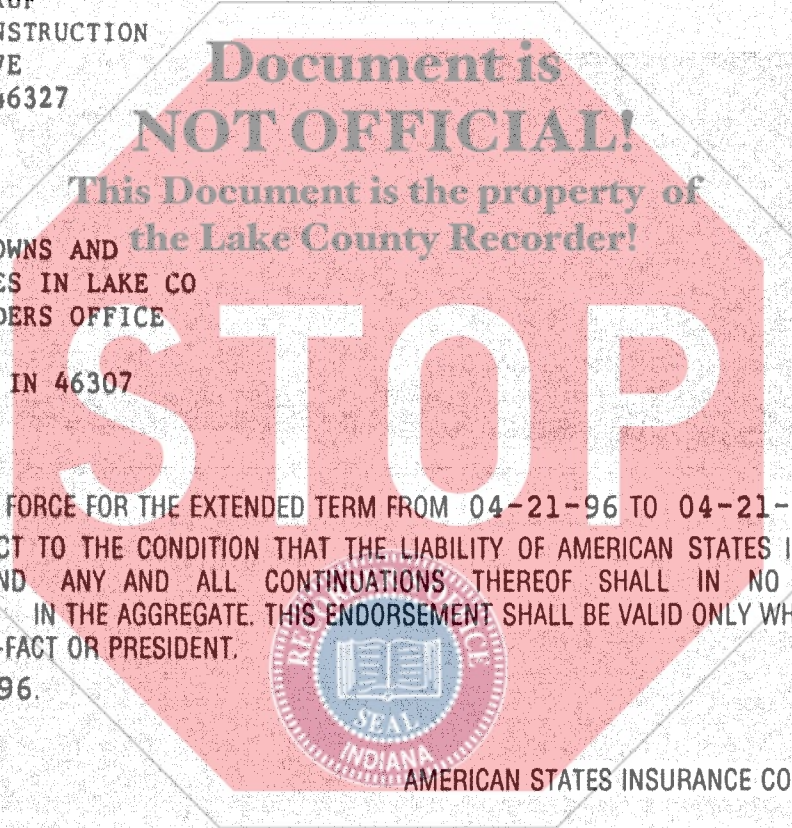 NSTRUCTION
VE
46327
Document is
NOT OFFICIAL!
This Document is the property of
the Lake County Recorder!
OWNS AND
ES IN LAKE CO
DERS OFFICE
IN 46307
STOP
FORCE FOR THE EXTENDED TERM FROM 04-21-96 TO 04-21-
CT TO THE CONDITION THAT THE LIABILITY OF AMERICAN STATES I
ND ANY AND ALL CONTINUATIONS THEREOF SHALL IN NO
IN THE AGGREGATE. THIS ENDORSEMENT SHALL BE VALID ONLY WH
-FACT OR PRESIDENT.
96.
SEAL
INDIANA
AMERICAN STATES INSURANCE CO